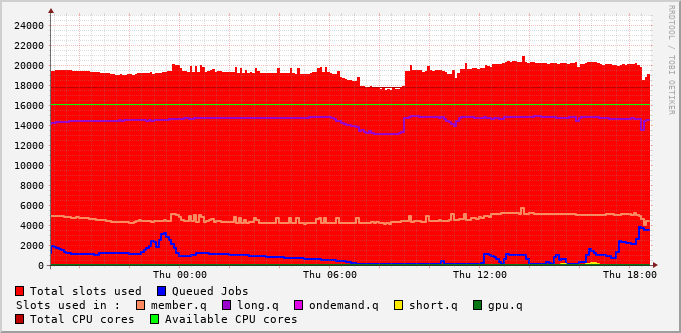 RRDTOOL / TOBI OETIKER
24000
22000
20000
18000
16000
14000
12000
10000
8000
6000
4000
2000
0
Thu 00:00 Thu 06:00 Thu 12:00 Thu 18:00
Total slots used Queued Jobs
Slots used in : member.q long.q ondemand.q short.q gpu.q
Total CPU cores Available CPU cores